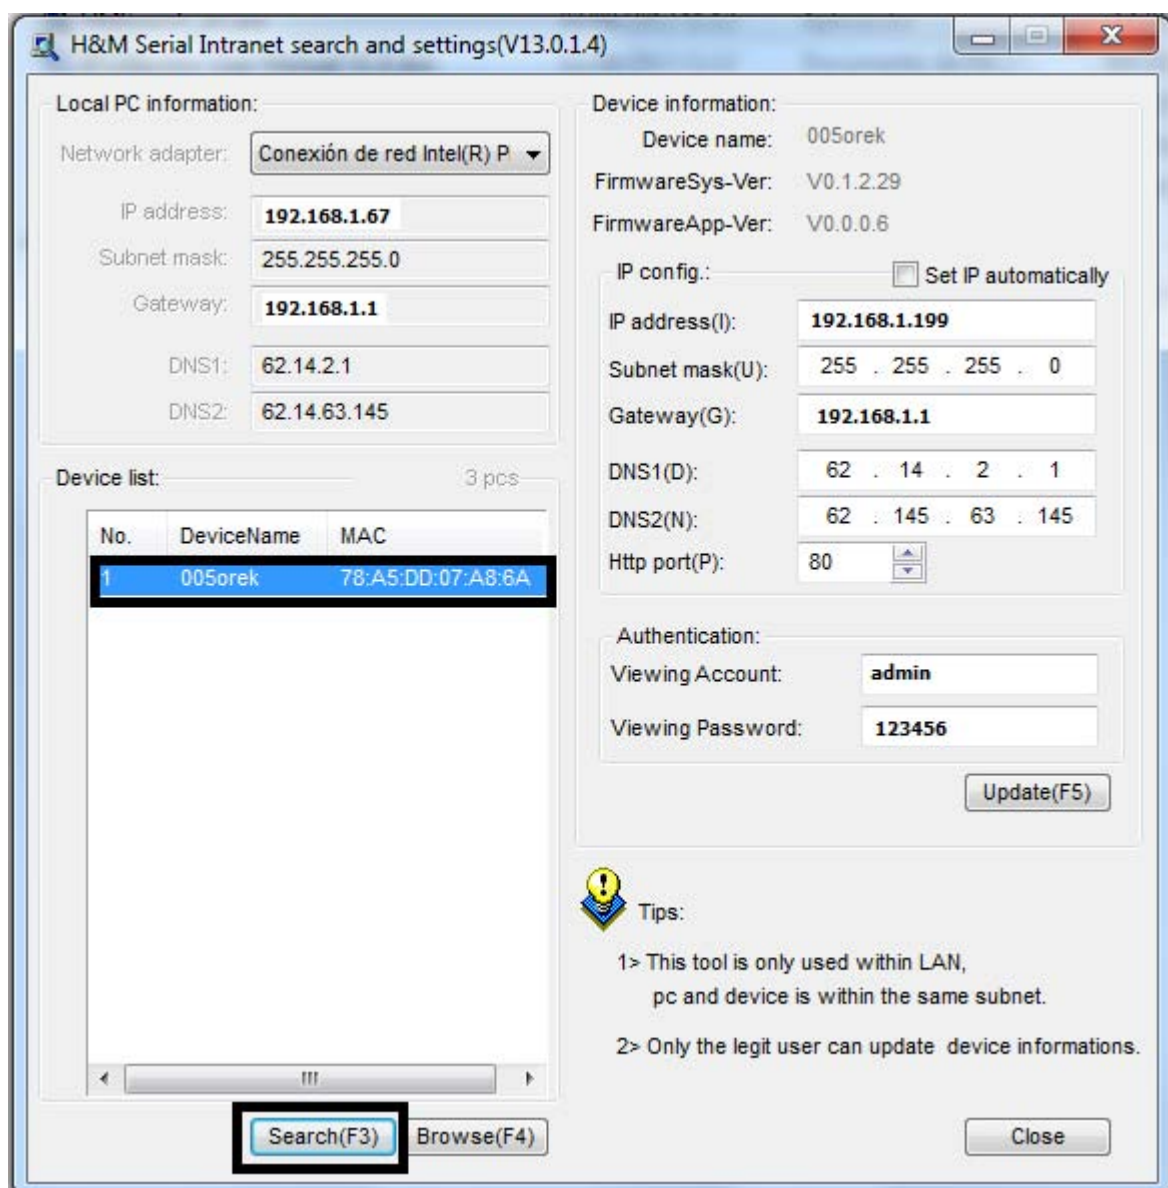 H&M Serial Intranet search and settings(V13.0.1.4)
Local PC information:
Network adapter: Conexión de red Intel(R) P
IP address: 192.168.1.67
Subnet mask: 255.255.255.0
Gateway: 192.168.1.1
DNS1: 62.14.2.1
DNS2: 62.14.63.145
Device list: 3 pcs
No. DeviceName MAC
1 005orek 78:A5:DD:07:A8:6A
Search(F3) Browse(F4)
Device information:
Device name: 005orek
FirmwareSys-Ver: V0.1.2.29
FirmwareApp-Ver: V0.0.0.6
IP config.: Set IP automatically
IP address(I): 192.168.1.199
Subnet mask(U): 255 . 255 . 255 . 0
Gateway(G): 192.168.1.1
DNS1(D): 62 . 14 . 2 . 1
DNS2(N): 62 . 145 . 63 . 145
Http port(P): 80
Authentication:
Viewing Account: admin
Viewing Password: 123456
Update(F5)
Tips:
1> This tool is only used within LAN,
pc and device is within the same subnet.
2> Only the legit user can update device informations.
Close